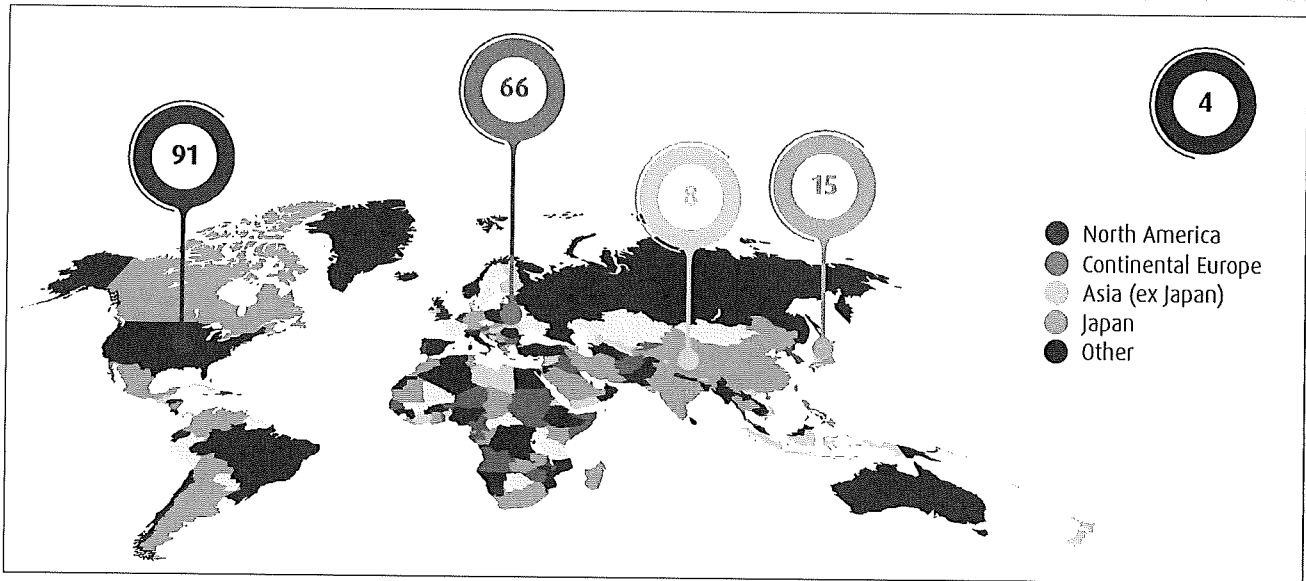 66
4
91
8
15
North America
Continental Europe
Asia (ex Japan)
Japan
Other